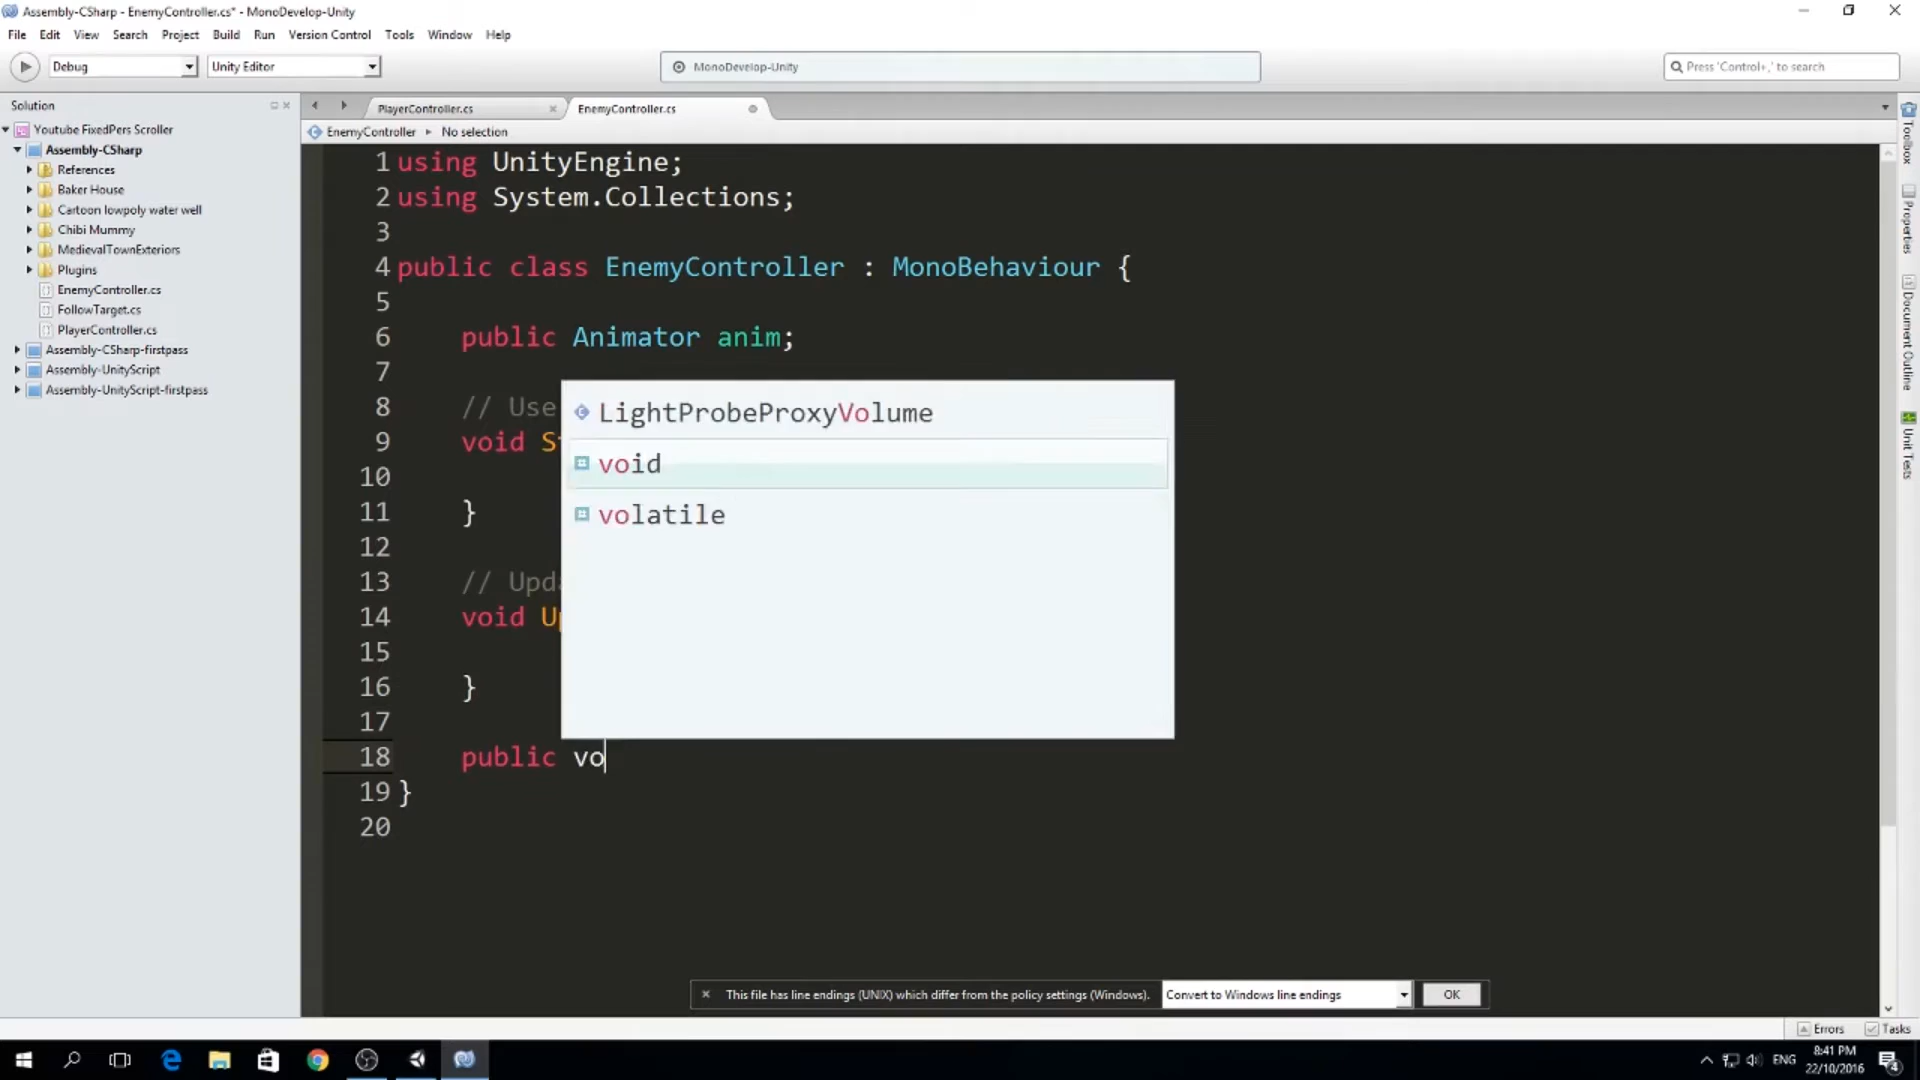 Assembly-CSharp - EnemyController.cs* - MonoDevelop-Unity
File Edit View Search Project Build Run Version Control Tools Window Help
Debug Unity Editor MonoDevelop-Unity Press 'Control+,' to search
Solution
PlayerController.cs EnemyController.cs
EnemyController No selection
Youtube FixedPers Scroller
Assembly-CSharp
References
Baker House
Cartoon lowpoly water well
Chibi Mummy
MedievalTownExteriors
Plugins
EnemyController.cs
FollowTarget.cs
PlayerController.cs
Assembly-CSharp-firstpass
Assembly-UnityScript
Assembly-UnityScript-firstpass
1 using UnityEngine;
2 using System.Collections;
3
4 public class EnemyController : MonoBehaviour {
5
6 public Animator anim;
7
8 // Use
9 void S
10
11 }
12
13 // Upda
14 void Up
15
16 }
17
18 public vo
19 }
20
LightProbeProxyVolume
void
volatile
This file has line endings (UNIX) which differ from the policy settings (Windows). Convert to Windows line endings OK
Toolbox
Properties
Document Outline
Unit Tests
Errors Tasks
ENG 8:41 PM
22/10/2016
4